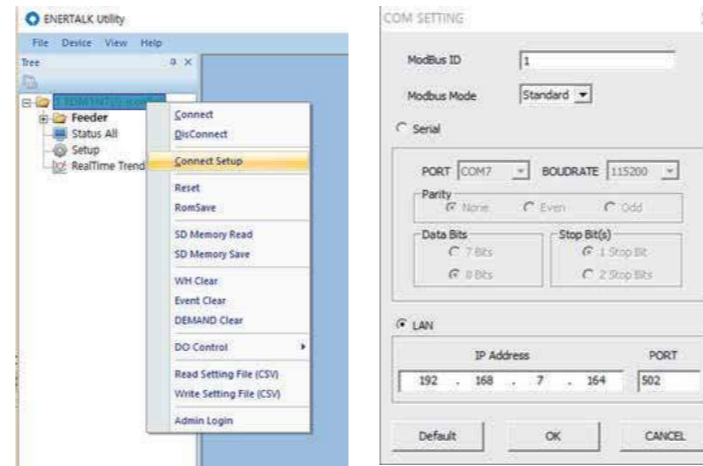 ENERTALK Utility
File Device View Help
Tree
Feeder
Status All
Setup
RealTime Trend
Connect
DisConnect
Connect Setup
Reset
RomSave
SD Memory Read
SD Memory Save
WH Clear
Event Clear
DEMAND Clear
DO Control
Read Setting File (CSV)
Write Setting File (CSV)
Admin Login
COM SETTING
ModBus ID 1
Modbus Mode Standard
Serial
PORT COM7 BOUDRATE 115200
Parity
None Even Odd
Data Bits Stop Bit(s)
7 Bits 1 Stop Bit
8 Bits 2 Stop Bits
LAN
IP Address PORT
192 . 168 . 7 . 164 502
Default OK CANCEL